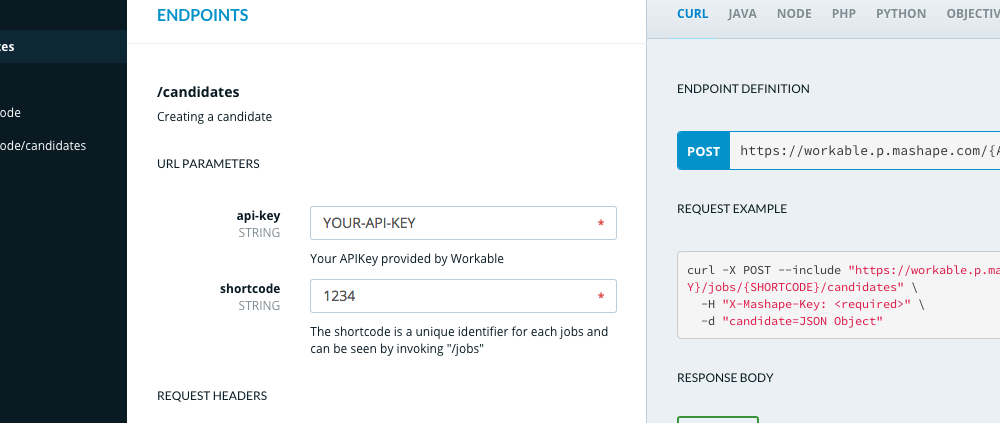 tes
ode
ode/candidates
ENDPOINTS
/candidates
Creating a candidate
URL PARAMETERS
api-key
STRING
YOUR-API-KEY *
Your APIKey provided by Workable
shortcode
STRING
1234 *
The shortcode is a unique identifier for each jobs and
can be seen by invoking "/jobs"
REQUEST HEADERS
CURL JAVA NODE PHP PYTHON OBJECTIV
ENDPOINT DEFINITION
POST https://workable.p.mashape.com/{A
REQUEST EXAMPLE
curl -X POST --include "https://workable.p.ma
Y}/jobs/{SHORTCODE}/candidates" \
-H "X-Mashape-Key: <required>" \
-d "candidate=JSON Object"
RESPONSE BODY